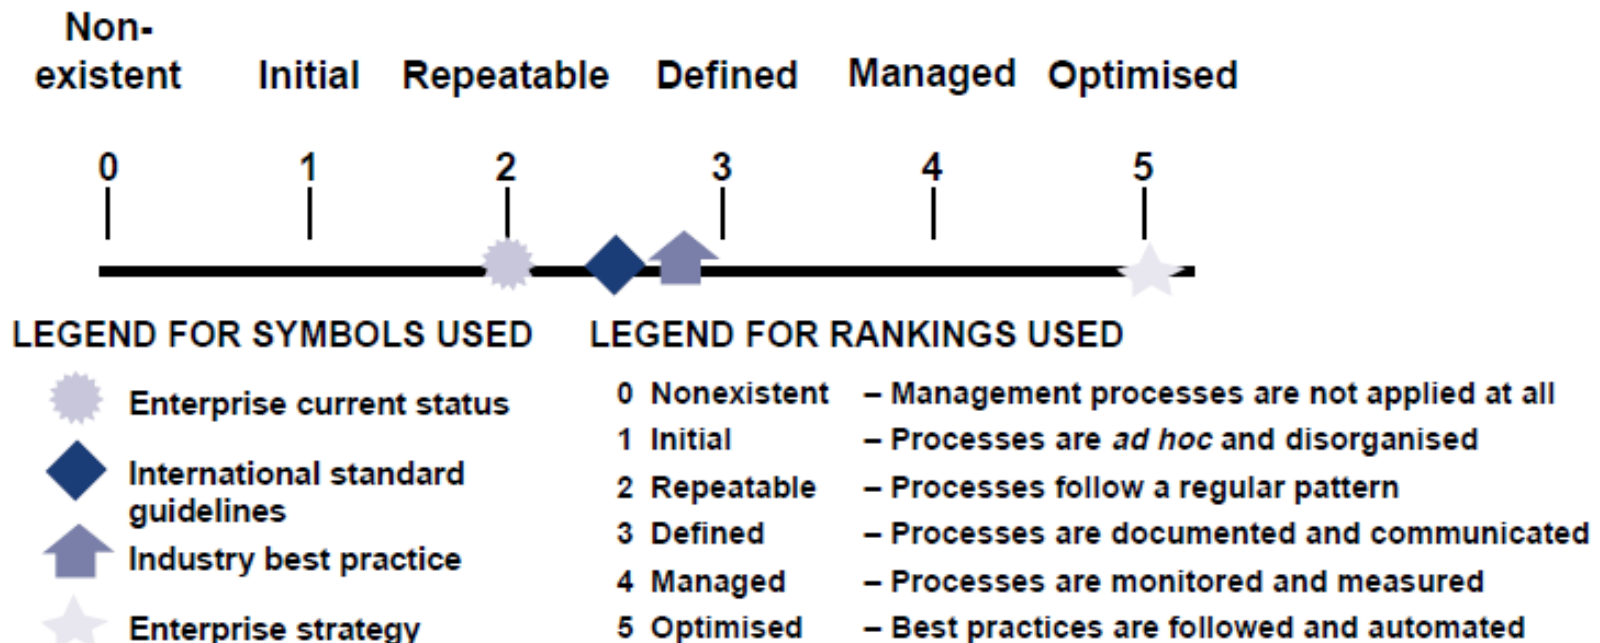 Non-
existent Initial Repeatable Defined Managed Optimised
0 1 2 3 4 5
LEGEND FOR SYMBOLS USED
Enterprise current status
International standard
guidelines
Industry best practice
Enterprise strategy
LEGEND FOR RANKINGS USED
0 Nonexistent – Management processes are not applied at all
1 Initial – Processes are ad hoc and disorganised
2 Repeatable – Processes follow a regular pattern
3 Defined – Processes are documented and communicated
4 Managed – Processes are monitored and measured
5 Optimised – Best practices are followed and automated